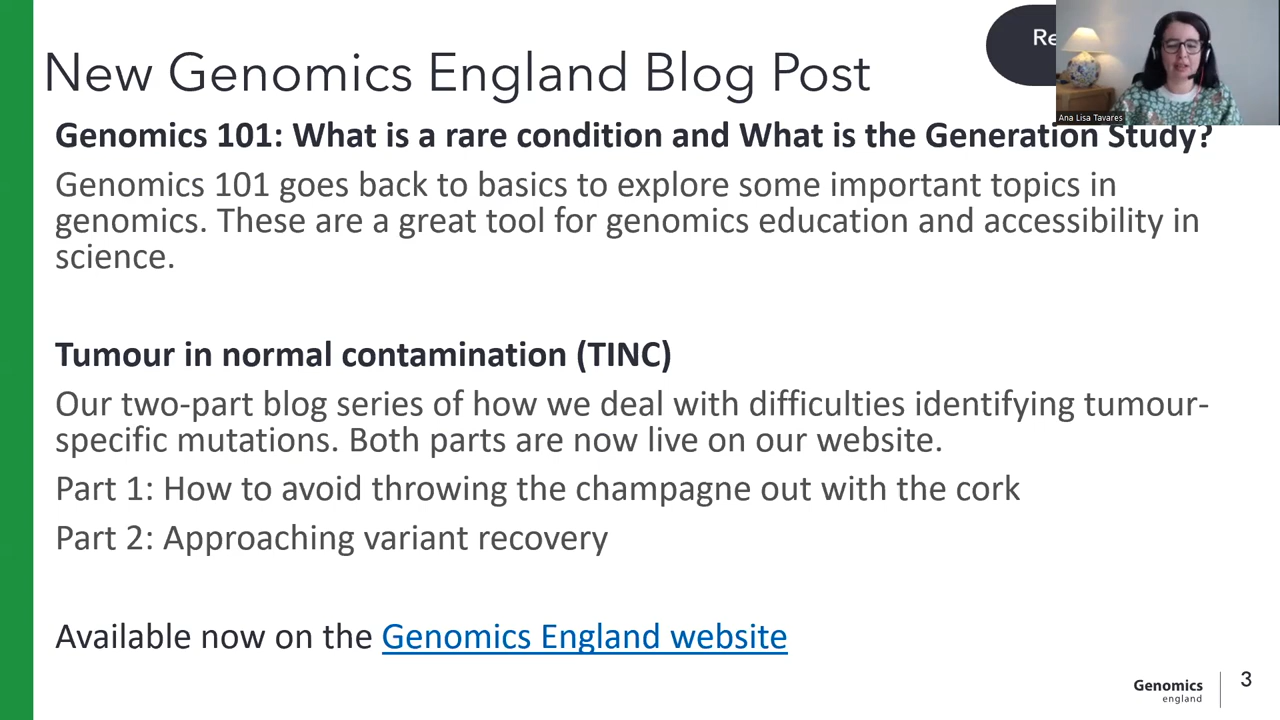 New Genomics England Blog Post
Ana Lisa Tavares
Genomics 101: What is a rare condition and What is the Generation Study?
Genomics 101 goes back to basics to explore some important topics in
genomics. These are a great tool for genomics education and accessibility in
science.
Tumour in normal contamination (TINC)
Our two-part blog series of how we deal with difficulties identifying tumour-
specific mutations. Both parts are now live on our website.
Part 1: How to avoid throwing the champagne out with the cork
Part 2: Approaching variant recovery
Available now on the Genomics England website
Genomics
england
3